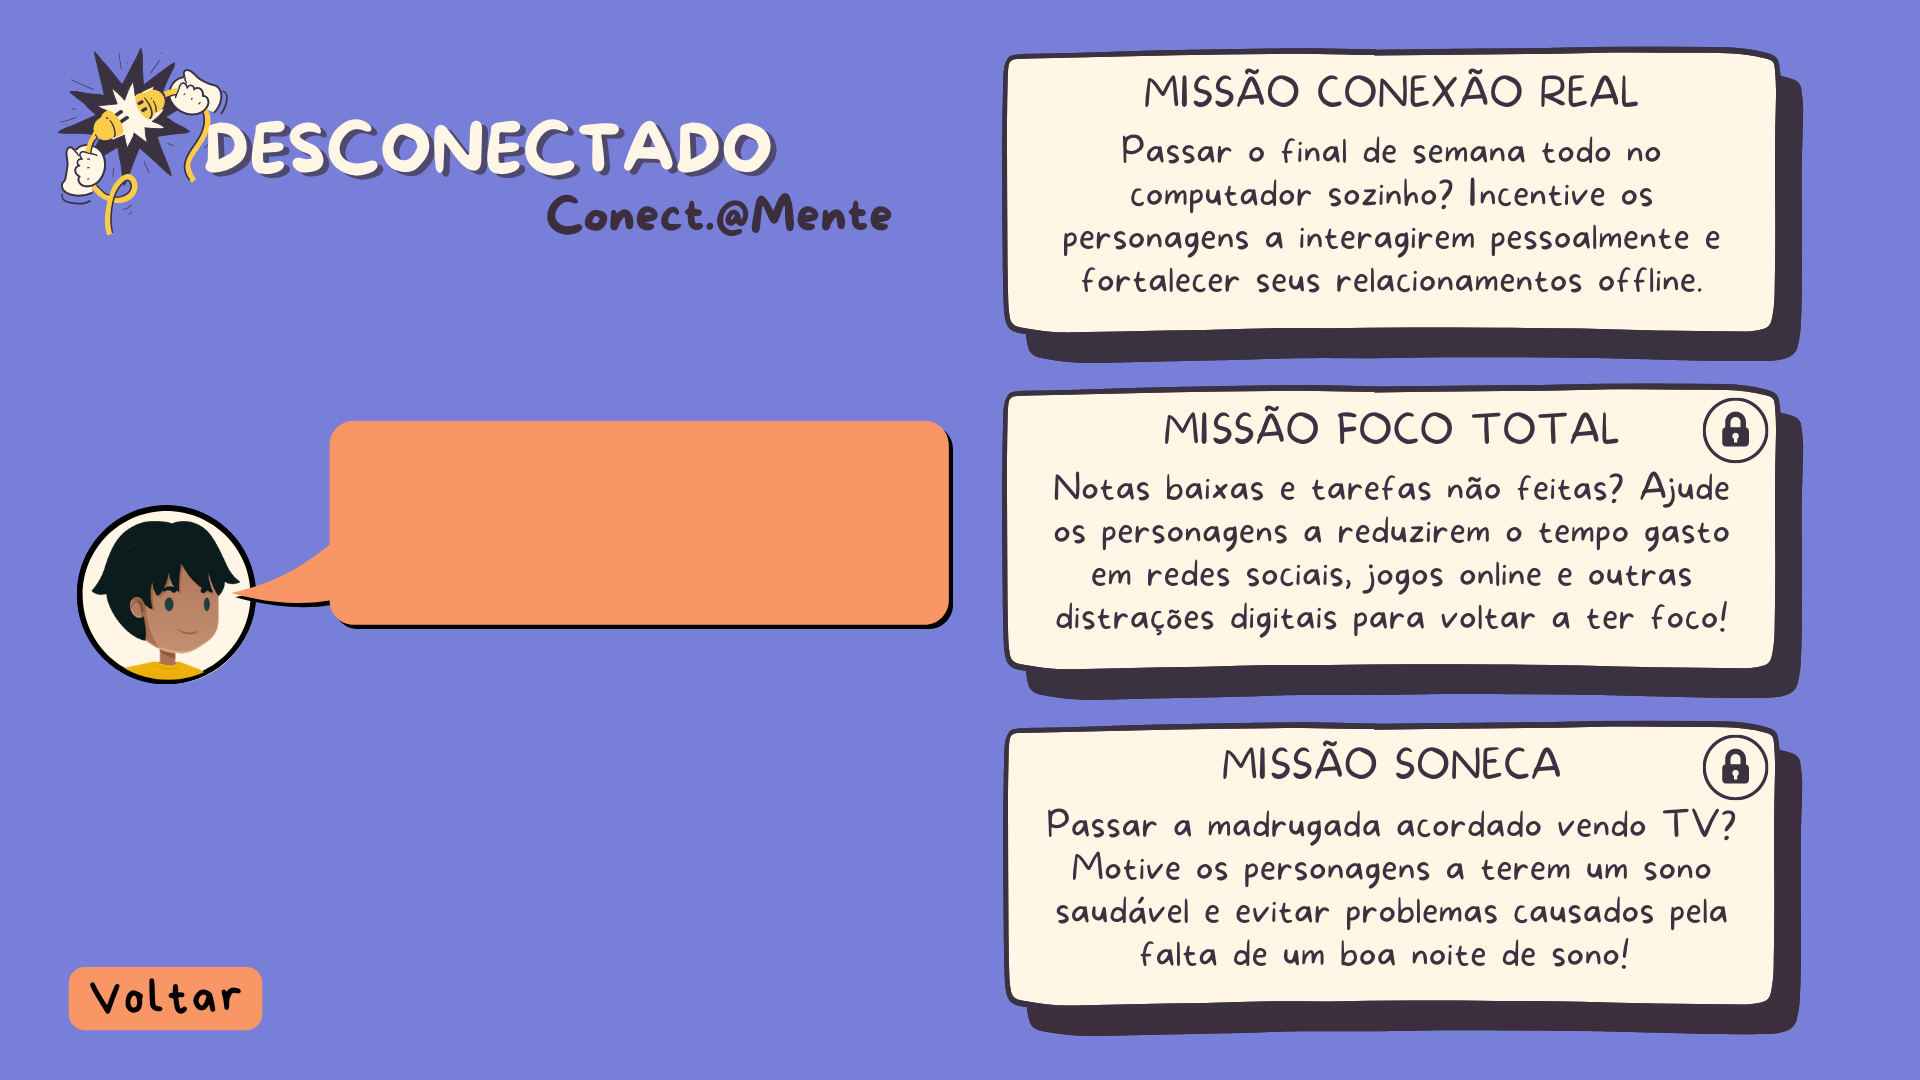 DESCONECTADO
Conect.@Mente
MISSÃO CONEXÃO REAL
Passar o final de semana todo no
computador sozinho? Incentive os
personagens a interagirem pessoalmente e
fortalecer seus relacionamentos offline.
MISSÃO FOCO TOTAL
Notas baixas e tarefas não feitas? Ajude
os personagens a reduzirem o tempo gasto
em redes sociais, jogos online e outras
distrações digitais para voltar a ter foco!
MISSÃO SONECA
Passar a madrugada acordado vendo TV?
Motive os personagens a terem um sono
saudável e evitar problemas causados pela
falta de um boa noite de sono!
Voltar